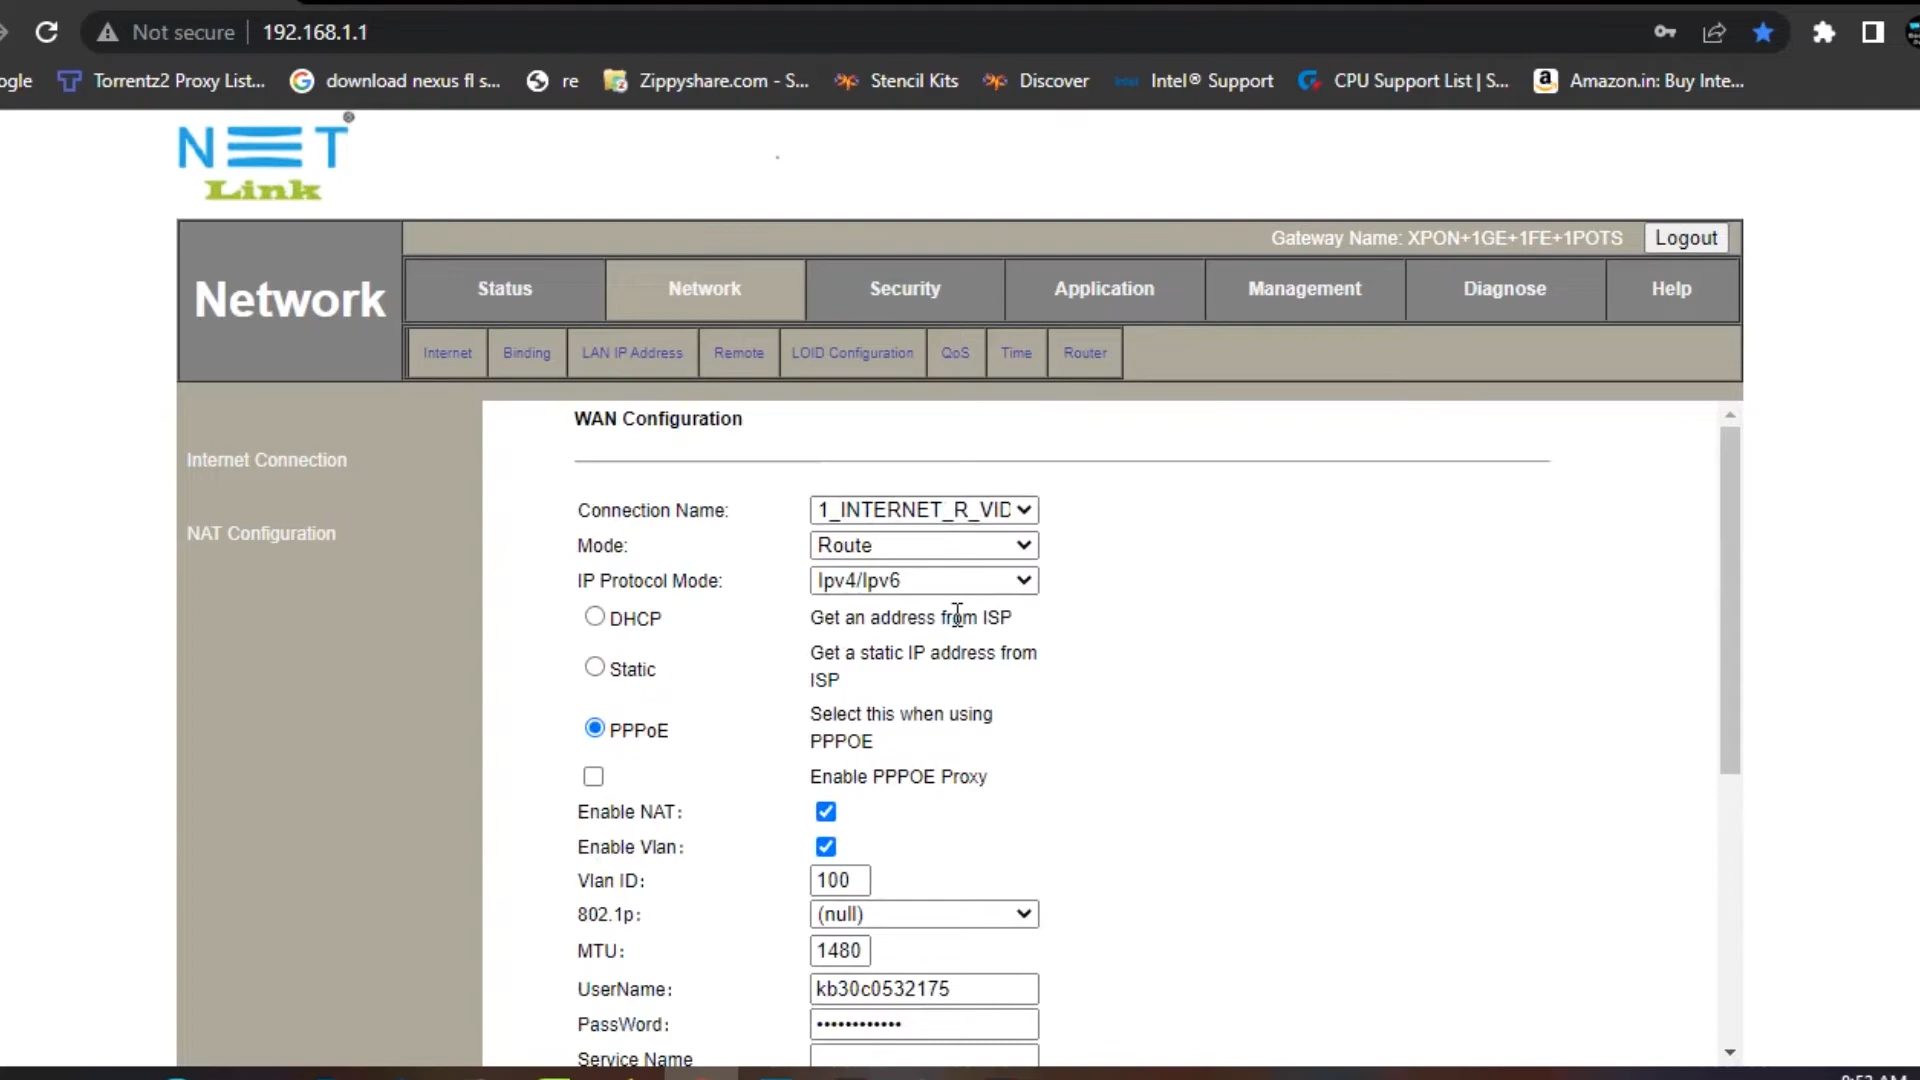 Not secure 192.168.1.1
ogle Torrentz2 Proxy List... download nexus fl s... re Zippyshare.com - S... Stencil Kits Discover Intel® Support CPU Support List | S... Amazon.in: Buy Inte...
NET
Link
Gateway Name: XPON+1GE+1FE+1POTS Logout
Network Status Network Security Application Management Diagnose Help
Internet Binding LAN IP Address Remote LOID Configuration QoS Time Router
Internet Connection
NAT Configuration
WAN Configuration
Connection Name: 1_INTERNET_R_VID
Mode: Route
IP Protocol Mode: Ipv4/Ipv6
DHCP Get an address from ISP
Static Get a static IP address from
ISP
PPPoE Select this when using
PPPOE
Enable PPPOE Proxy
Enable NAT:
Enable Vlan:
Vlan ID: 100
802.1p: (null)
MTU: 1480
UserName: kb30c0532175
PassWord: ••••••••••••
Service Name